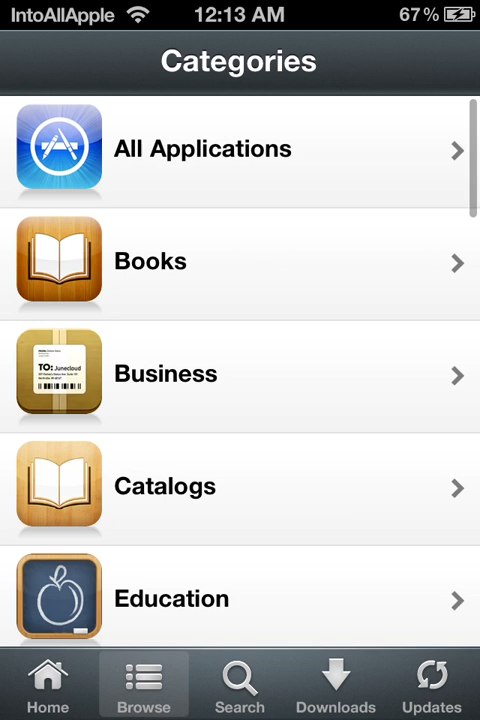 IntoAllApple 12:13 AM 67%
Categories
All Applications
Books
Business
TO: Junecloud
Catalogs
Education
Home Browse Search Downloads Updates